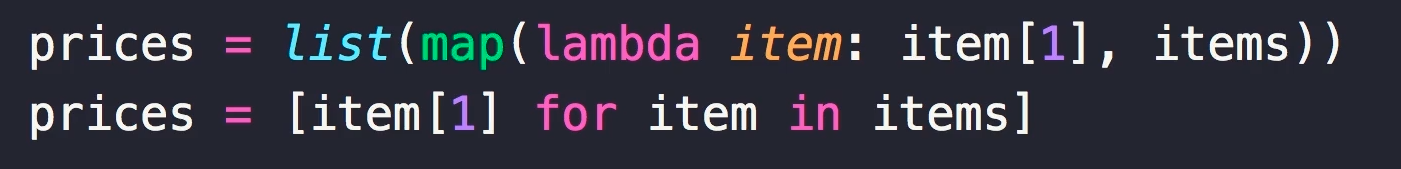 prices = list(map(lambda item: item[1], items))
prices = [item[1] for item in items]